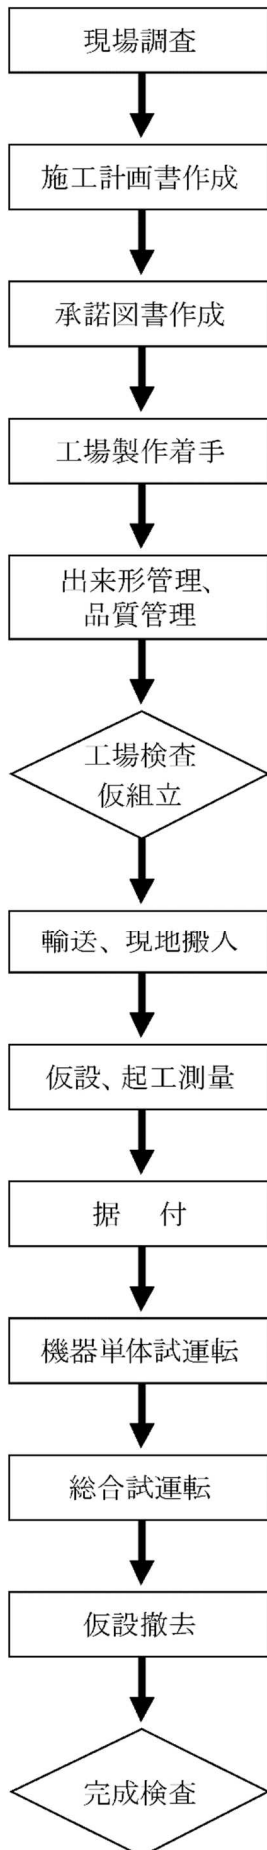 現場調査
施工計画書作成
承諾図書作成
工場製作着手
出来形管理、
品質管理
工場検査
仮組立
輸送、現地搬人
仮設、起工測量
据　付
機器単体試運転
総合試運転
仮設撤去
完成検査